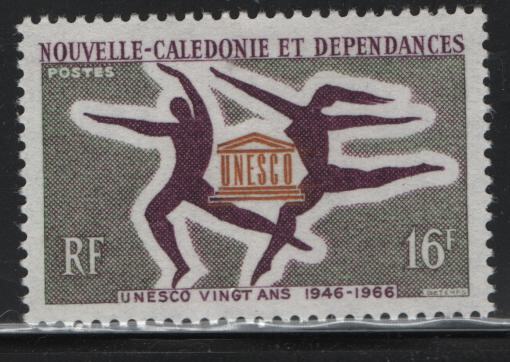 NOUVELLE-CALEDONIE ET DEPENDANCES
POSTES
UNESCO
RF
16F
UNESCO VINGT ANS 1946-1966